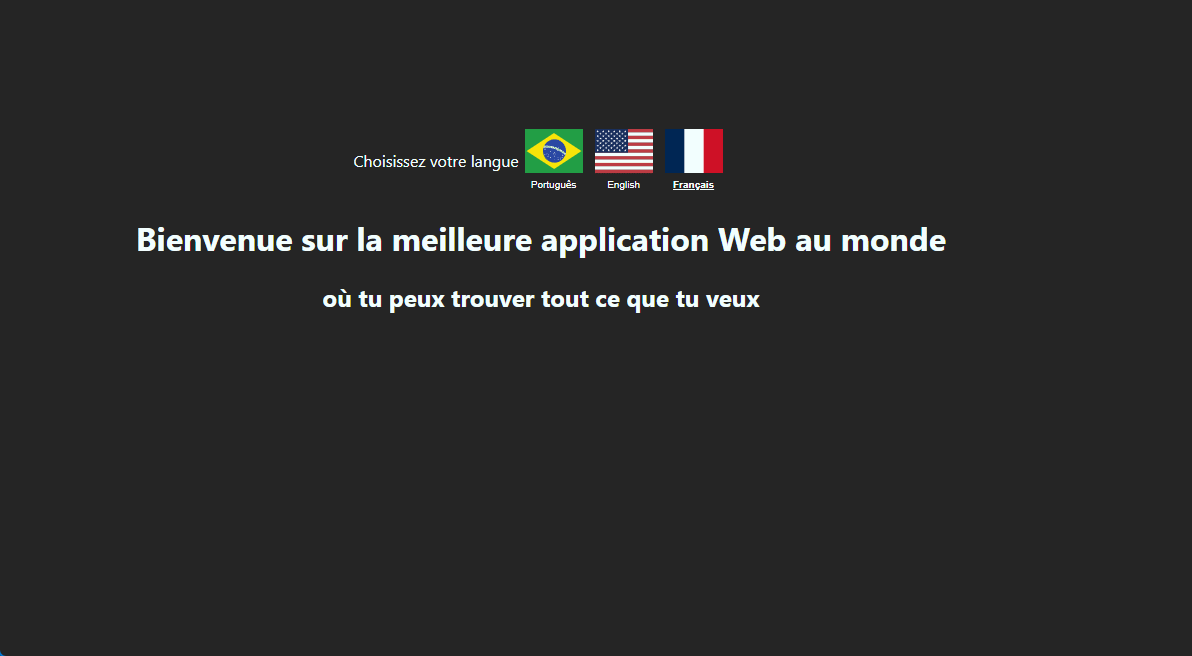 Choisissez votre langue
Português English Français
Bienvenue sur la meilleure application Web au monde
où tu peux trouver tout ce que tu veux